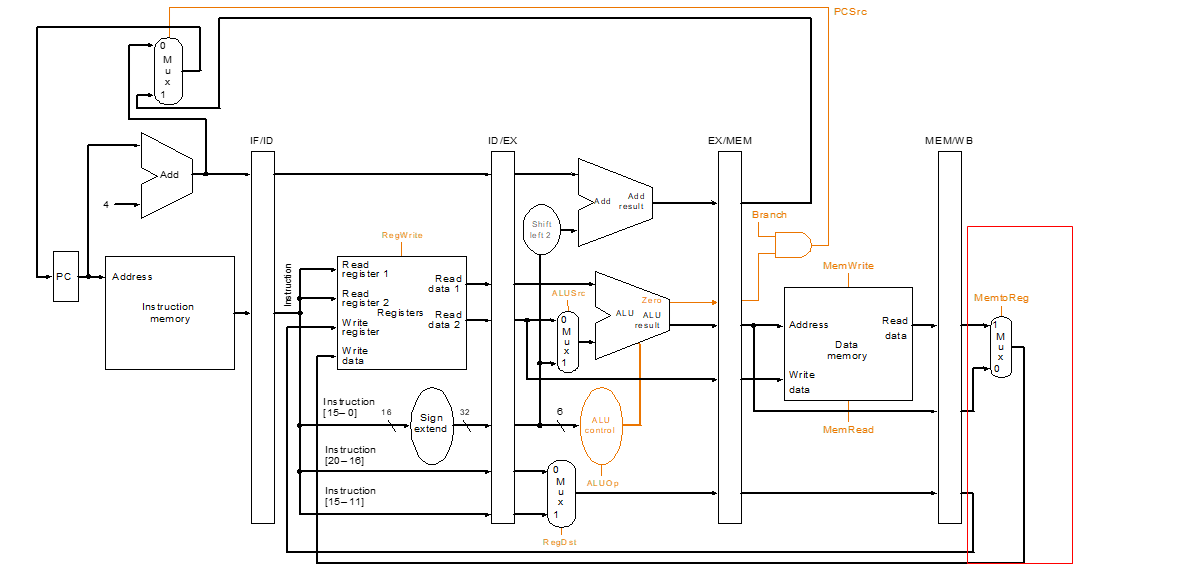 PCSrc
0
M
u
x
1
IF/ID
ID/EX
EX/MEM
MEM/WB
Add
4
Add
Add
result
Shift
left 2
Branch
RegWrite
PC
Address
Instruction
memory
Instruction
Read
register 1
Read
register 2
Write
register
Write
data
Registers
Read
data 1
Read
data 2
ALUSrc
0
M
u
x
1
Zero
ALU
ALU
result
MemWrite
Address
Read
data
Data
memory
Write
data
MemRead
MemtoReg
1
M
u
x
0
Instruction
[15–0]
16
Sign
extend
32
6
ALU
control
ALUOp
Instruction
[20–16]
Instruction
[15–11]
0
M
u
x
1
RegDst